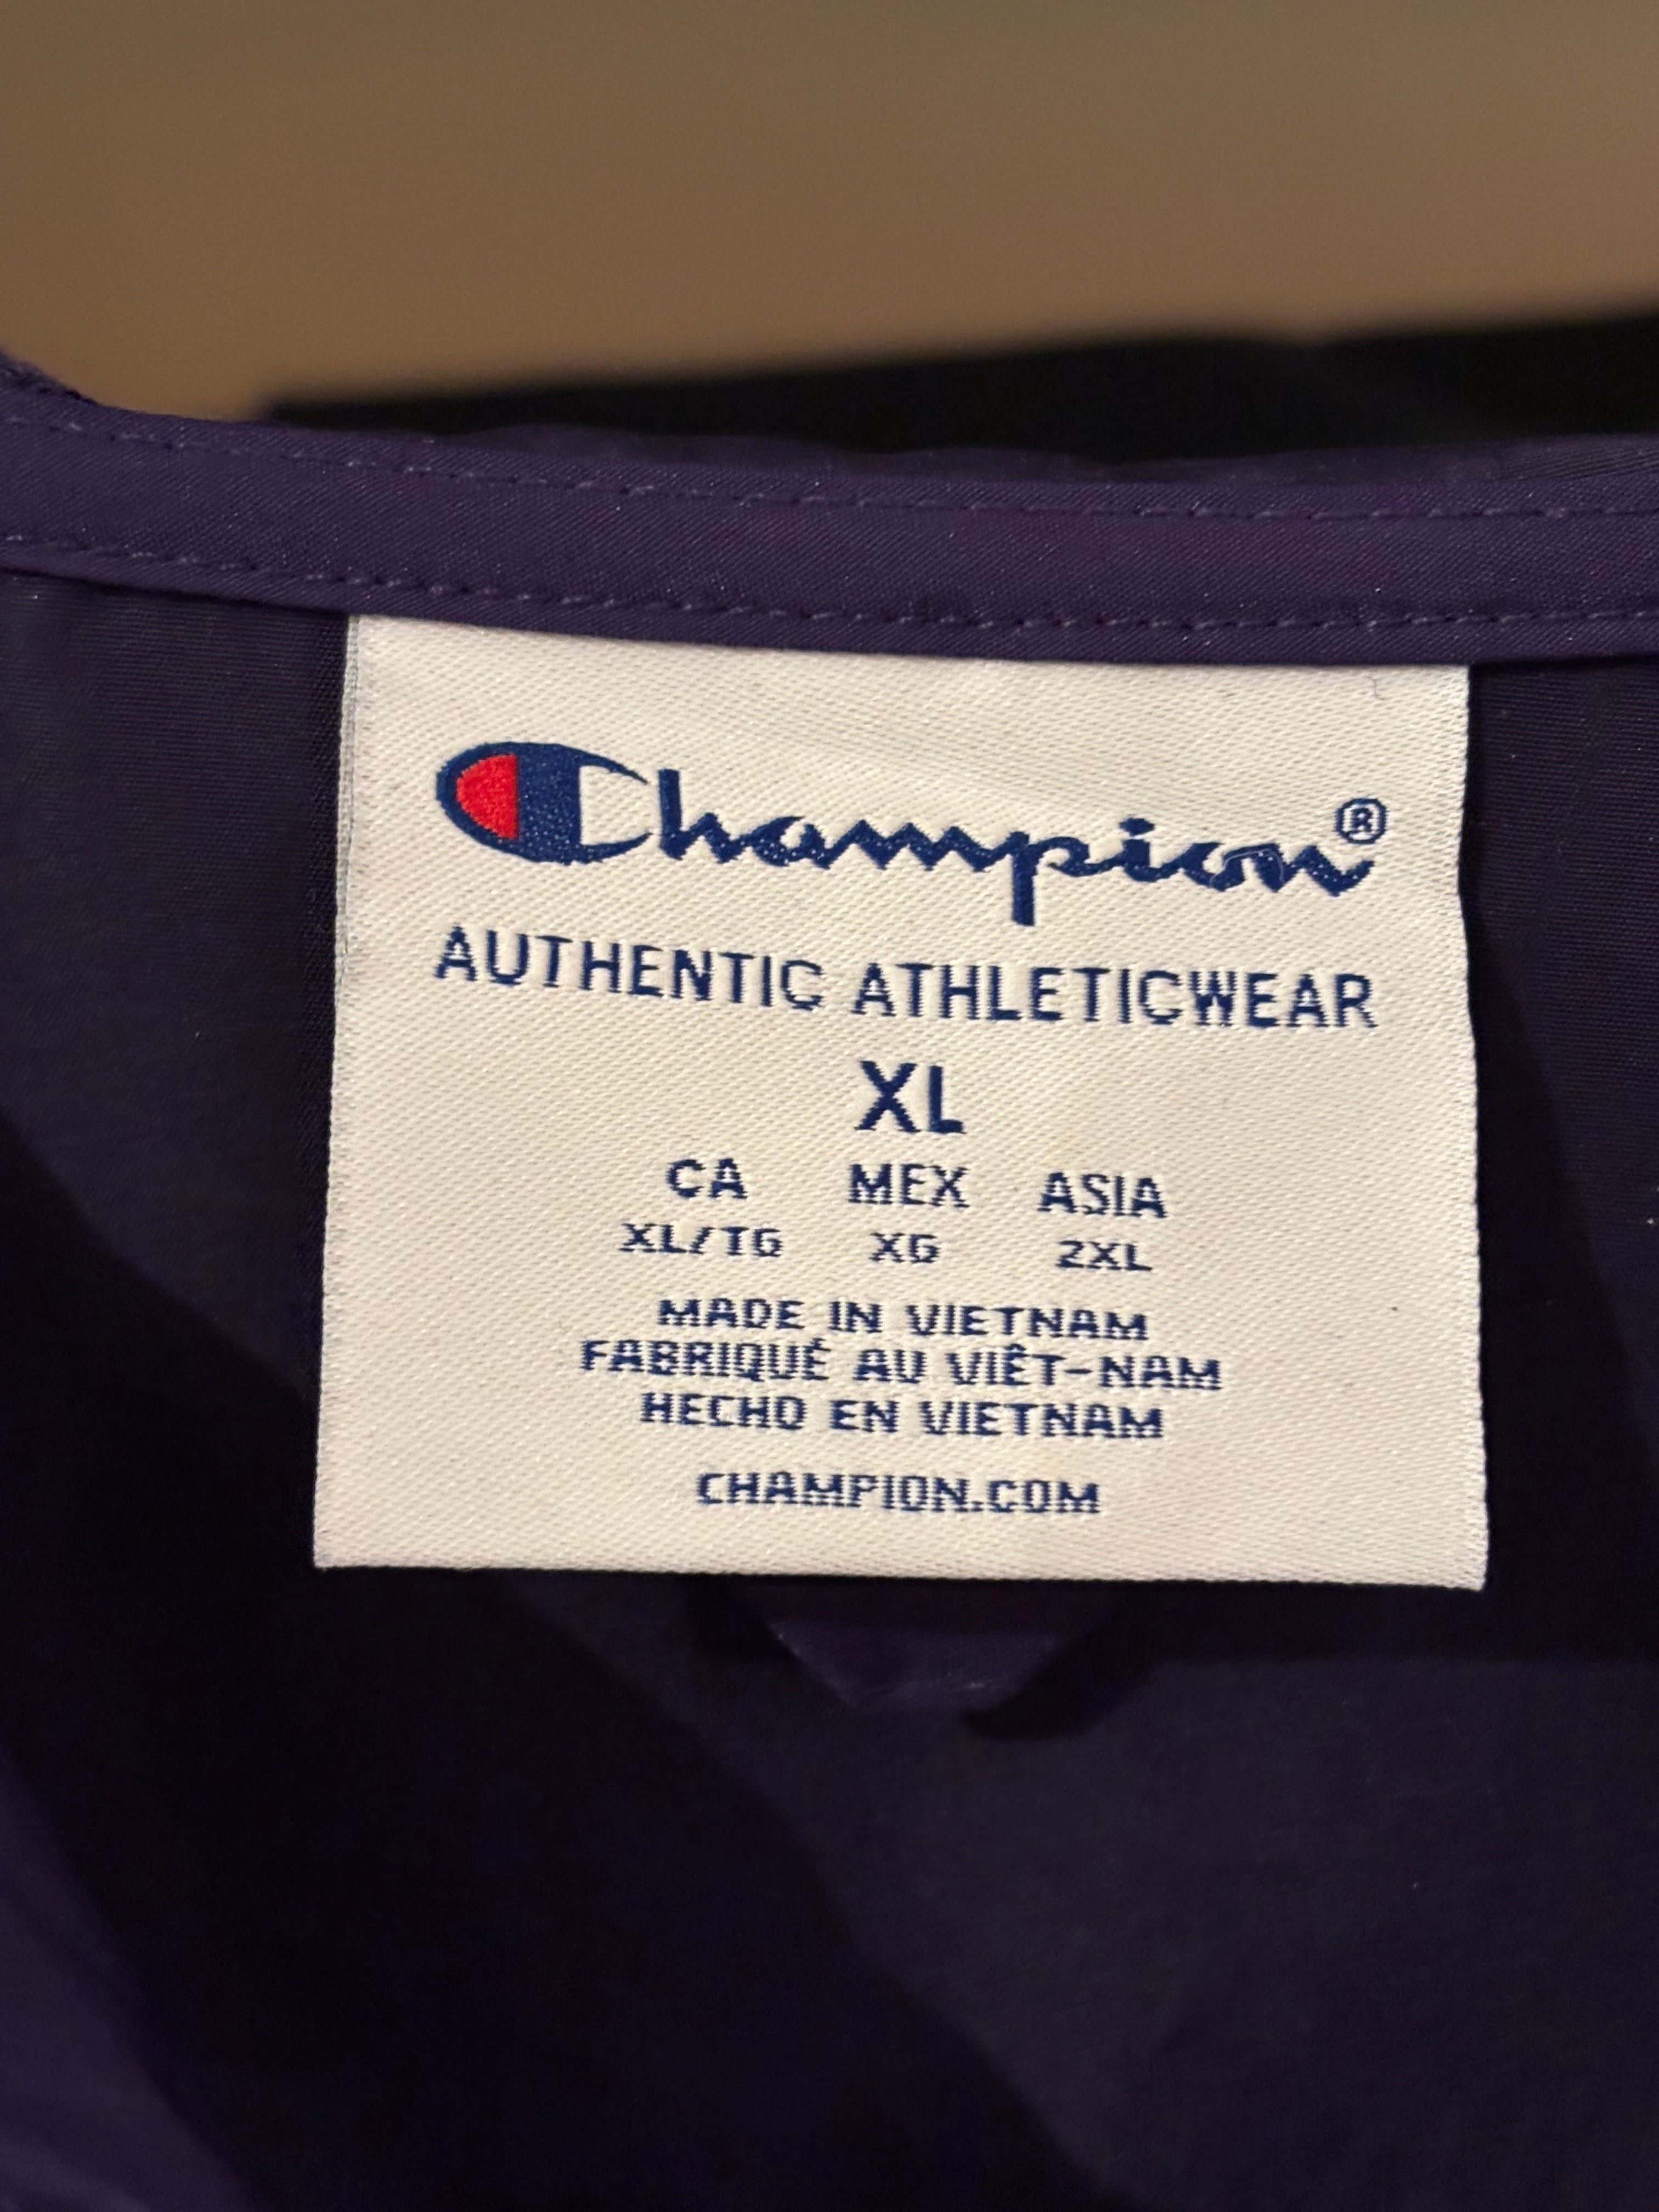 Champion®
AUTHENTIC ATHLETICWEAR
XL
CA MEX ASIA
XL/TG XG 2XL
MADE IN VIETNAM
FABRIQUÉ AU VIÊT-NAM
HECHO EN VIETNAM
CHAMPION.COM